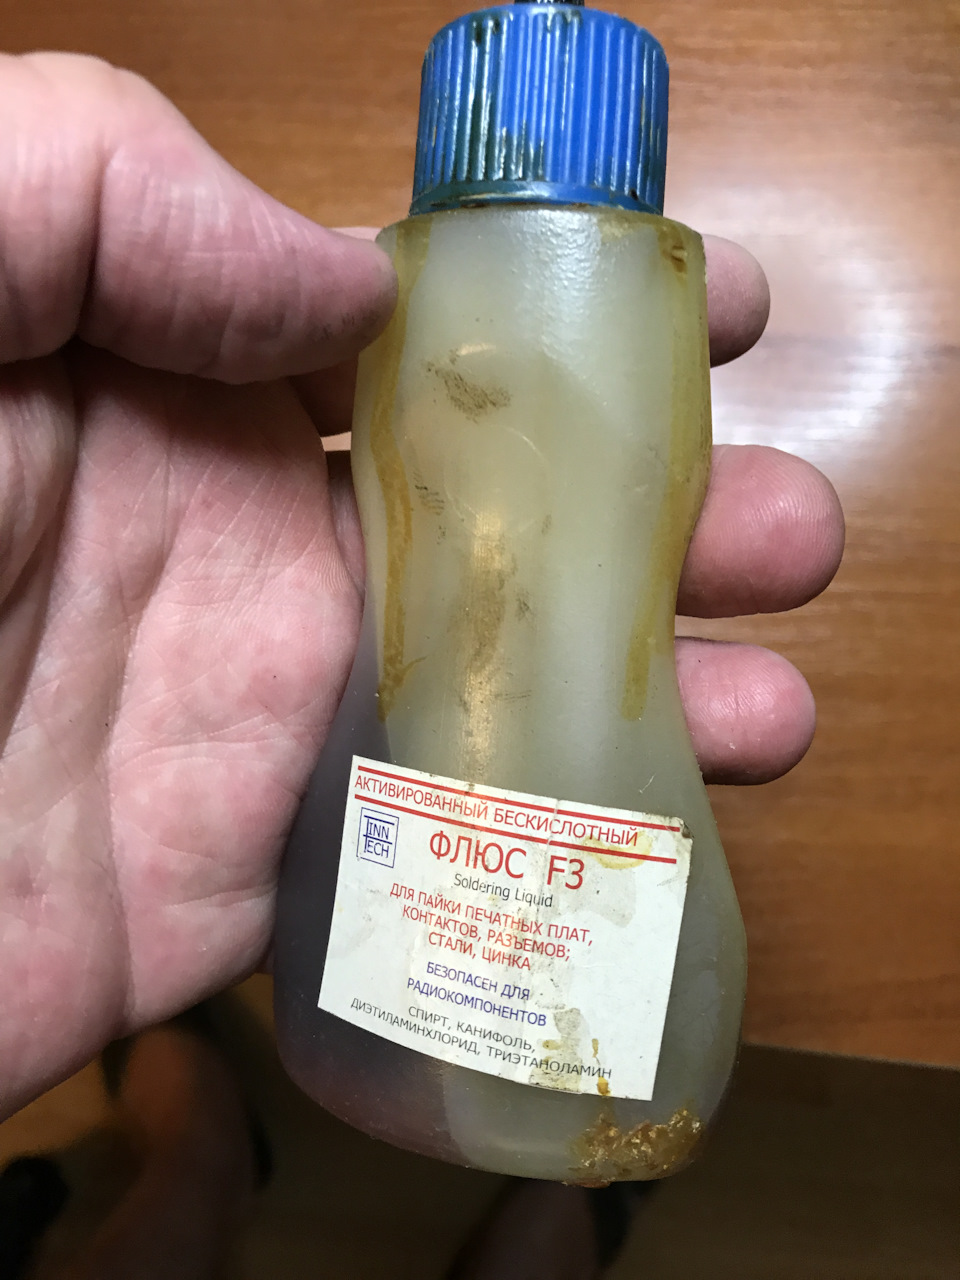 АКТИВИРОВАННЫЙ БЕСКИСЛОТНЫЙ
TINN
TECH
ФЛЮС F3
Soldering Liquid
ДЛЯ ПАЙКИ ПЕЧАТНЫХ ПЛАТ,
КОНТАКТОВ, РАЗЪЕМОВ;
СТАЛИ, ЦИНКА
БЕЗОПАСЕН ДЛЯ
РАДИОКОМПОНЕНТОВ
СПИРТ, КАНИФОЛЬ,
ДИЭТИЛАМИНХЛОРИД, ТРИЭТАНОЛАМИН